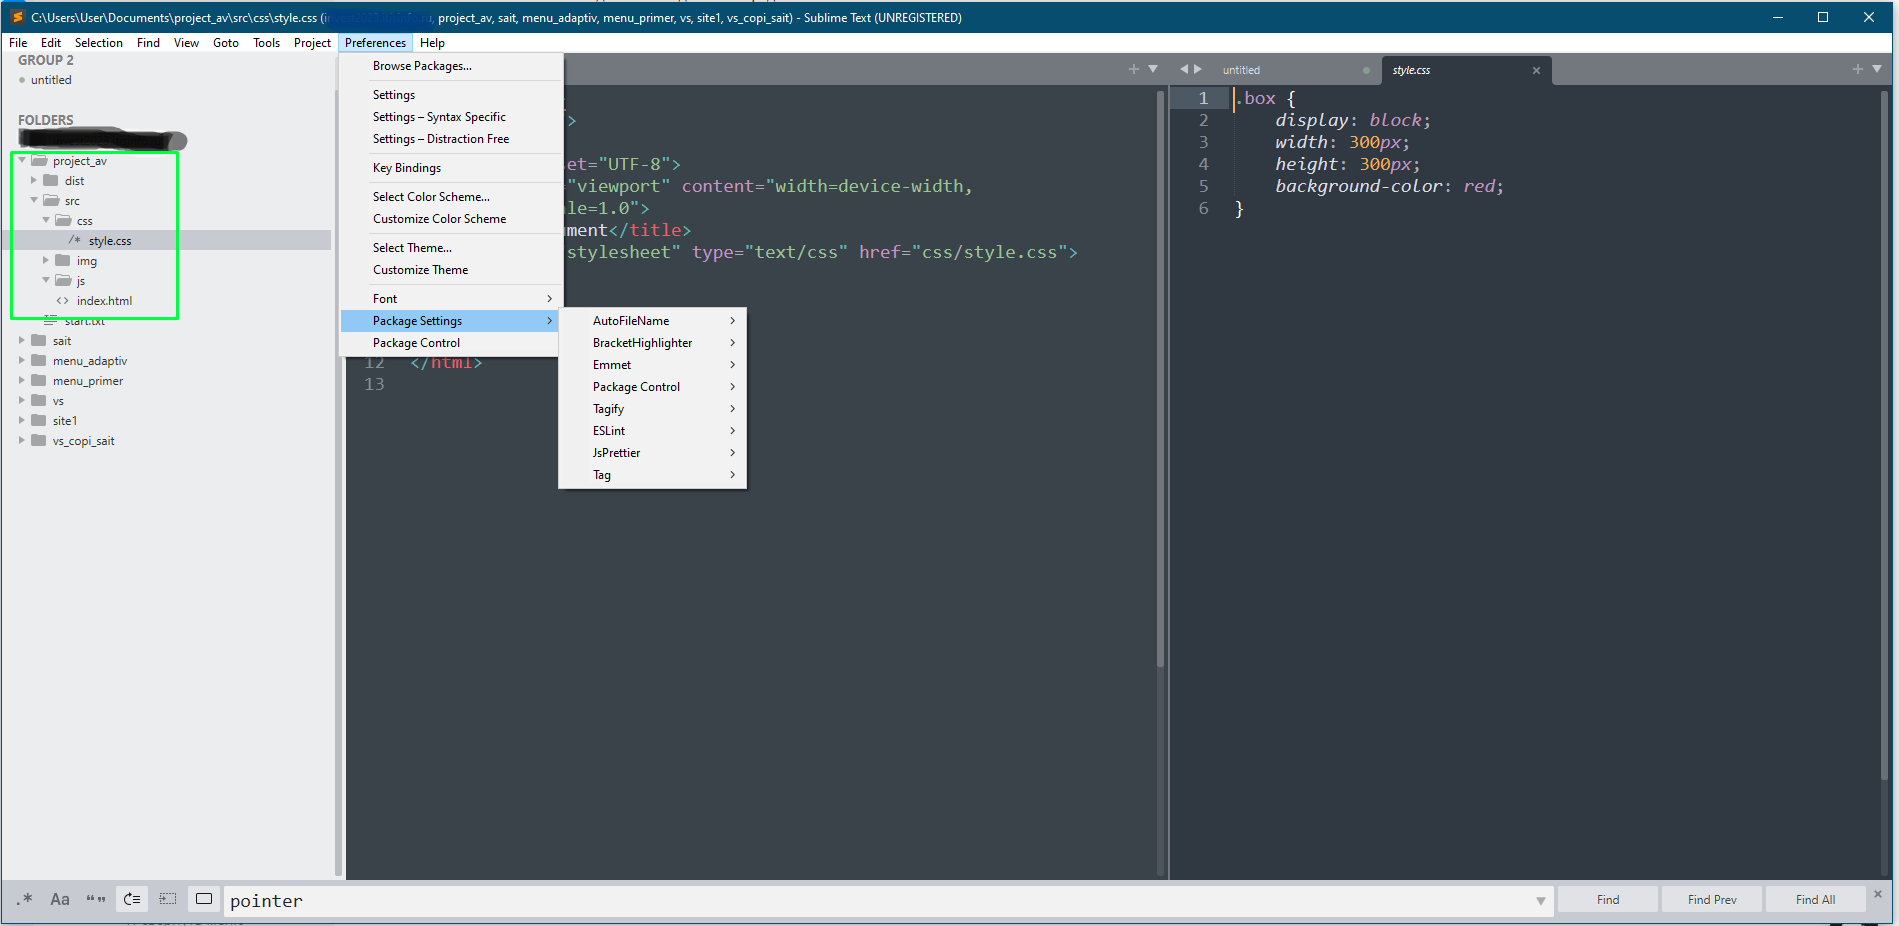 C:\Users\User\Documents\project_av\src\css\style.css (, project_av, sait, menu_adaptiv, menu_primer, vs, site1, vs_copi_sait) - Sublime Text (UNREGISTERED)
File Edit Selection Find View Goto Tools Project Preferences Help
GROUP 2
untitled
FOLDERS
project_av
dist
src
css
/* style.css
img
js
<> index.html
start.txt
sait
menu_adaptiv
menu_primer
vs
site1
vs_copi_sait
Browse Packages...
Settings
Settings – Syntax Specific
Settings – Distraction Free
Key Bindings
Select Color Scheme...
Customize Color Scheme
Select Theme...
Customize Theme
Font
Package Settings
Package Control
AutoFileName
BracketHighlighter
Emmet
Package Control
Tagify
ESLint
JsPrettier
Tag
>
et="UTF-8">
"viewport" content="width=device-width,
le=1.0">
ment</title>
stylesheet" type="text/css" href="css/style.css">
12 </html>
13
untitled
style.css
1 .box {
2 display: block;
3 width: 300px;
4 height: 300px;
5 background-color: red;
6 }
.* Aa “” pointer Find Find Prev Find All